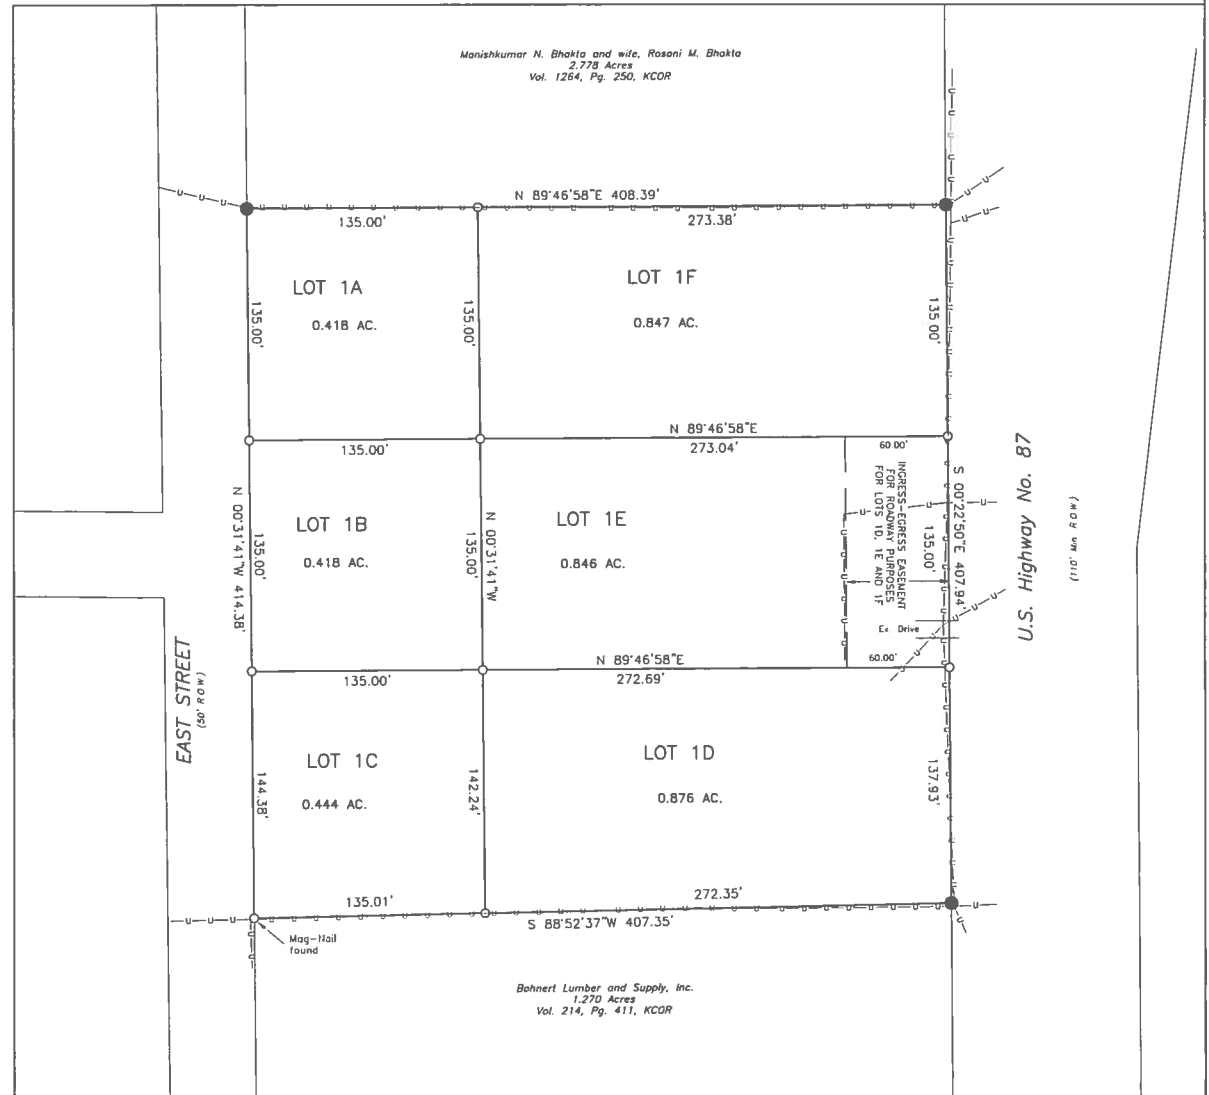 Manishkumar N. Bhakta and wife, Rosani M. Bhakta
2.778 Acres
Vol. 1264, Pg. 250, KCOR
N 89°46'58"E 408.39'
135.00'
273.38'
LOT 1A
0.418 AC.
LOT 1F
0.847 AC.
135.00'
135.00'
135.00'
N 89°46'58"E
135.00'
273.04'
60.00'
LOT 1B
0.418 AC.
LOT 1E
0.846 AC.
N 00°31'41"W 414.38'
135.00'
N 00°31'41"W
135.00'
INGRESS-EGRESS EASEMENT
FOR ROADWAY PURPOSES
FOR LOTS 1D, 1E AND 1F
135.00'
S 00°22'50"E 407.94'
Ex. Drive
U.S. Highway No. 87
(110' MIN ROW)
N 89°46'58"E
135.00'
272.69'
60.00'
EAST STREET
(50' ROW)
LOT 1C
0.444 AC.
LOT 1D
0.876 AC.
144.38'
142.24'
137.93'
135.01'
272.35'
S 88°52'37"W 407.35'
Mag-Nail
found
Bohnert Lumber and Supply, Inc.
1.270 Acres
Vol. 214, Pg. 411, KCOR